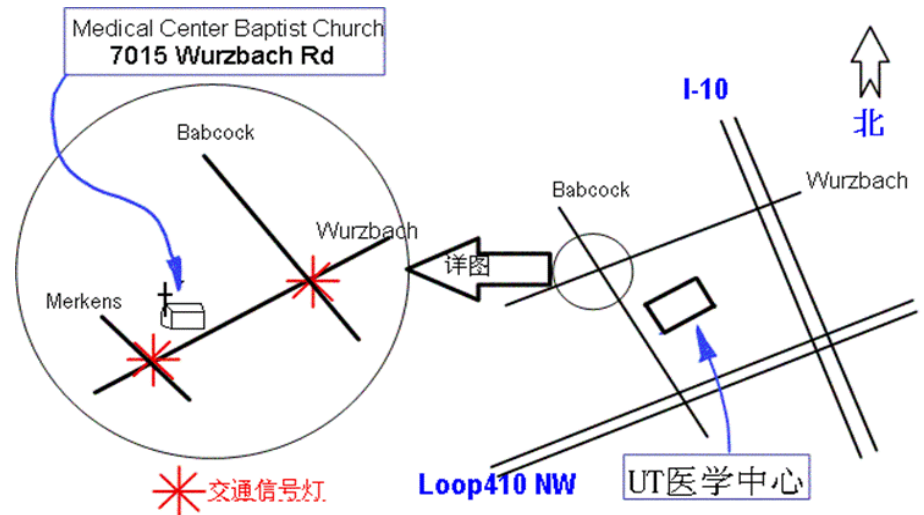 Medical Center Baptist Church
7015 Wurzbach Rd
I-10
北
Babcock
Wurzbach
Merkens
详图
Babcock
Wurzbach
交通信号灯
Loop410 NW
UT医学中心